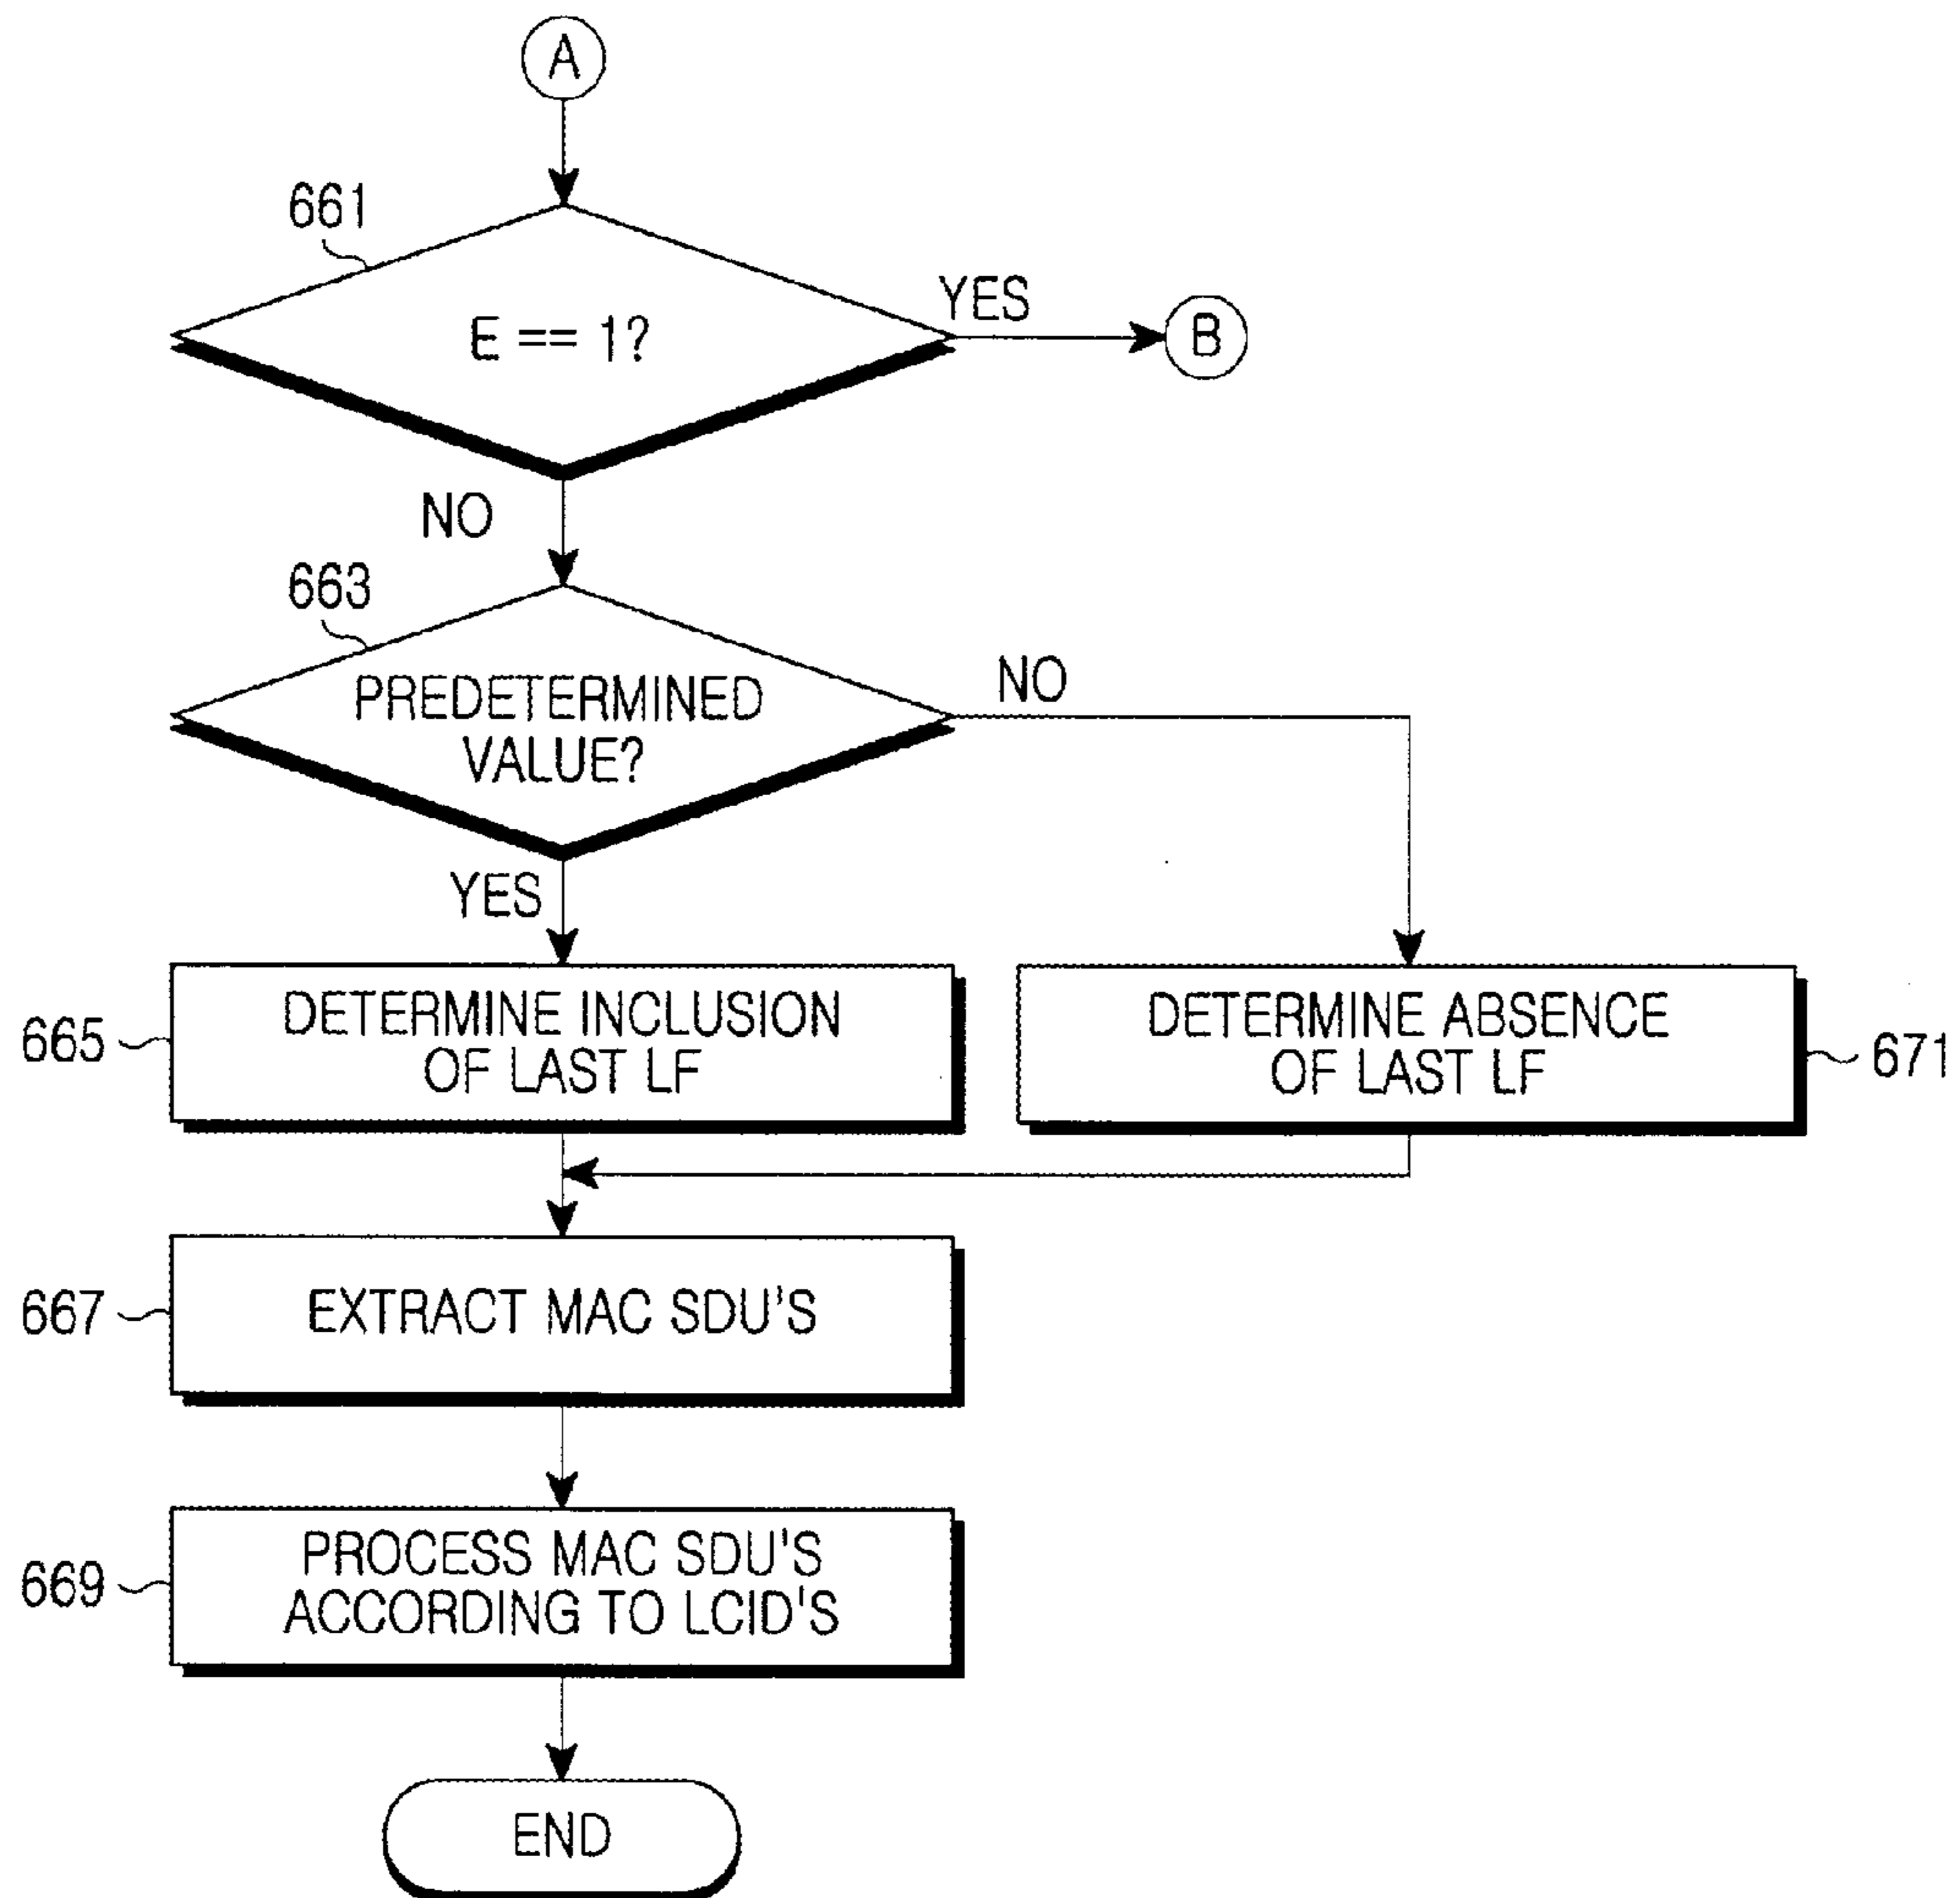 A
661
E == 1?
YES
B
NO
663
PREDETERMINED
VALUE?
NO
YES
665
DETERMINE INCLUSION
OF LAST LF
DETERMINE ABSENCE
OF LAST LF
671
667
EXTRACT MAC SDU'S
669
PROCESS MAC SDU'S
ACCORDING TO LCID'S
END